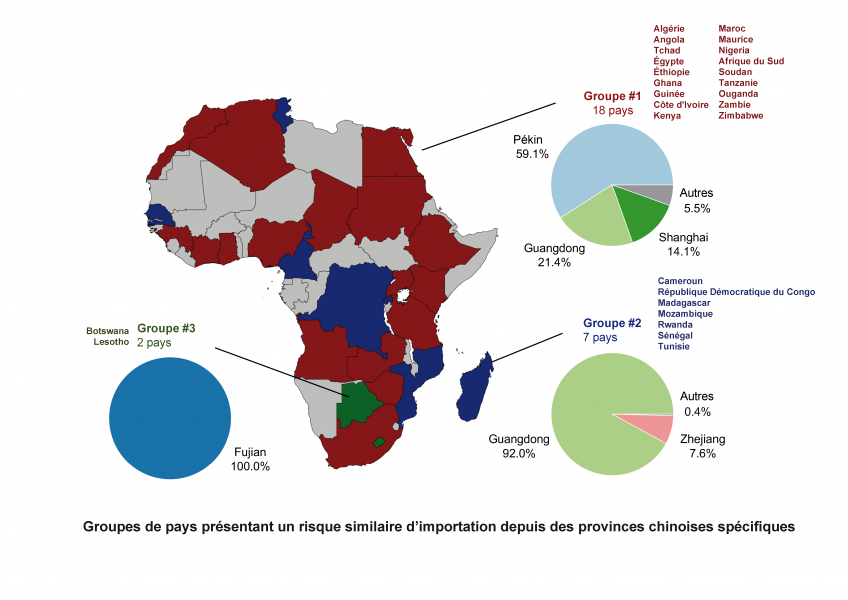 Algérie
Angola
Tchad
Égypte
Éthiopie
Ghana
Guinée
Côte d'Ivoire
Kenya
Maroc
Maurice
Nigeria
Afrique du Sud
Soudan
Tanzanie
Ouganda
Zambie
Zimbabwe
Groupe #1
18 pays
Pékin
59.1%
Autres
5.5%
Shanghai
14.1%
Guangdong
21.4%
Cameroun
République Démocratique du Congo
Madagascar
Mozambique
Rwanda
Sénégal
Tunisie
Groupe #2
7 pays
Autres
0.4%
Zhejiang
7.6%
Guangdong
92.0%
Botswana
Lesotho
Groupe #3
2 pays
Fujian
100.0%
Groupes de pays présentant un risque similaire d'importation depuis des provinces chinoises spécifiques